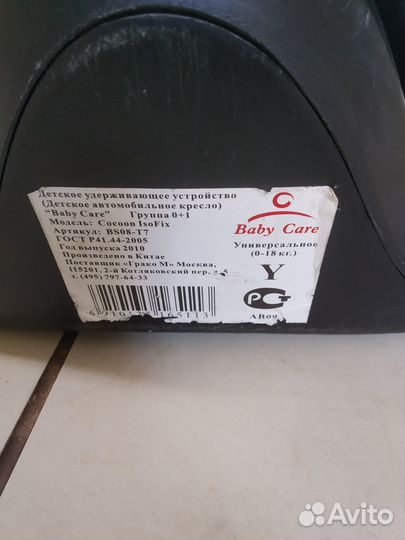 Детское удерживающее устройство
(Детское автомобильное кресло)
"Baby Care" Группа 0+1
Модель: Cocoon IsoFix
Артикул: BS08-T7
ГОСТ Р41.44-2005
Год выпуска 2010
Произведено в Китае
Поставщик «Грако М» Москва,
115201, 2-й Котляковский пер.
т. (495) 797-64-33
Baby Care
Универсальное
(0-18 кг.)
Y
РСТ
АВ09
Avito